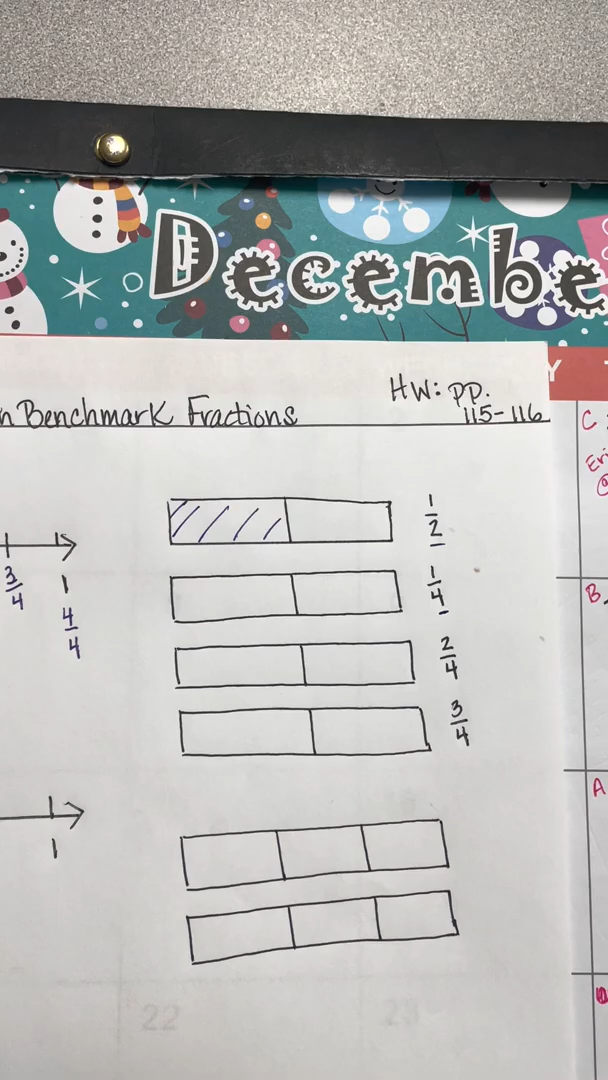 Decembe
HW: pp.
115-116
n Benchmark Fractions
Y
C
Eri
@
1/2
1/4
3/4
1
4/4
B
2/4
3/4
A
1
22